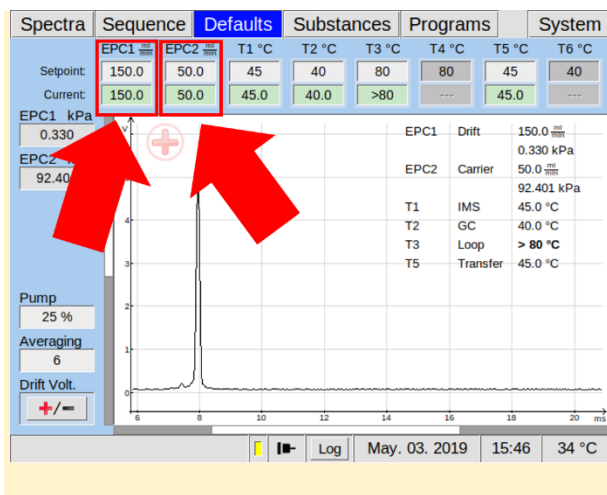 Spectra Sequence Defaults Substances Programs System
EPC1 ml/min EPC2 ml/min T1 °C T2 °C T3 °C T4 °C T5 °C T6 °C
Setpoint: 150.0 50.0 45 40 80 80 45 40
Current: 150.0 50.0 45.0 40.0 >80 --- 45.0 ---
EPC1 kPa
0.330
EPC2
92.40
Pump
25 %
Averaging
6
Drift Volt.
+/-
V
4
3
2
1
0
6 8 10 12 14 16 18 20 ms
EPC1 Drift 150.0 ml/min
0.330 kPa
EPC2 Carrier 50.0 ml/min
92.401 kPa
T1 IMS 45.0 °C
T2 GC 40.0 °C
T3 Loop > 80 °C
T5 Transfer 45.0 °C
Log May. 03. 2019 15:46 34 °C